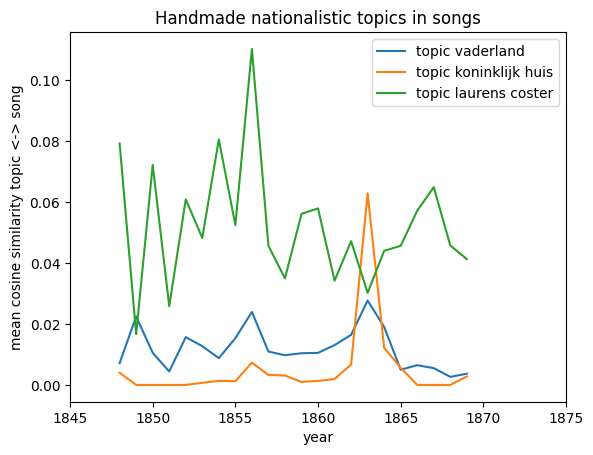 Handmade nationalistic topics in songs
topic vaderland
topic koninklijk huis
topic laurens coster
mean cosine similarity topic <-> song
0.10
0.08
0.06
0.04
0.02
0.00
1845 1850 1855 1860 1865 1870 1875
year